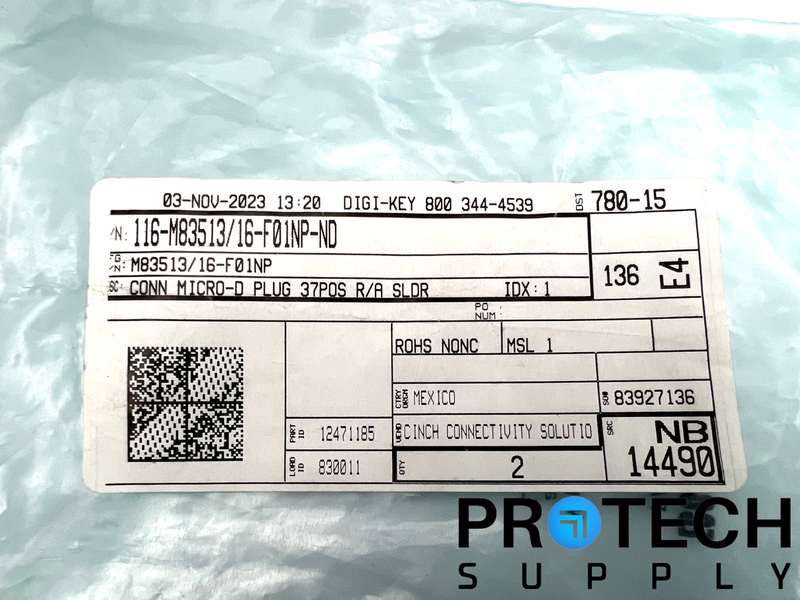 03-NOV-2023 13:20 DIGI-KEY 800 344-4539 DST 780-15
/N: 116-M83513/16-F01NP-ND
M83513/16-F01NP
136 E4
SC: CONN MICRO-D PLUG 37POS R/A SLDR IDX:1
PO NUM:
ROHS NONC MSL 1
CTRY ORGN MEXICO SO# 83927136
PART ID 12471185 VEND CINCH CONNECTIVITY SOLUTIO SRC NB
LOAD ID 830011 QTY 2 14490
PROTECH
SUPPLY